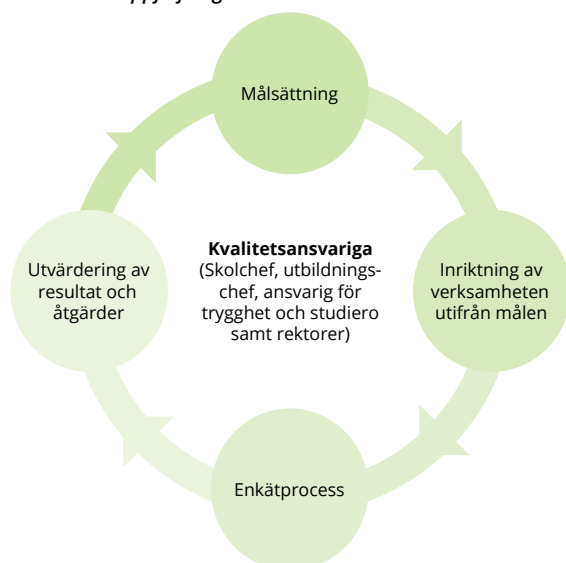 Målsättning
Kvalitetsansvariga
(Skolchef, utbildnings-
chef, ansvarig för
trygghet och studiero
samt rektorer)
Inriktning av
verksamheten
utifrån målen
Enkätprocess
Utvärdering av
resultat och
åtgärder